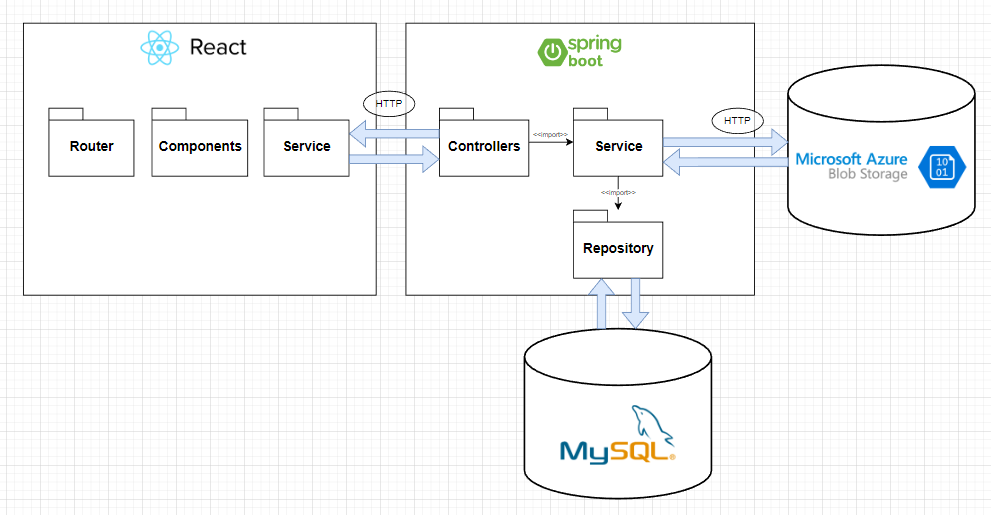 React
spring
boot
HTTP
HTTP
Router
Components
Service
Controllers
<<import>>
Service
Microsoft Azure
Blob Storage
10
01
<<import>>
Repository
MySQL®